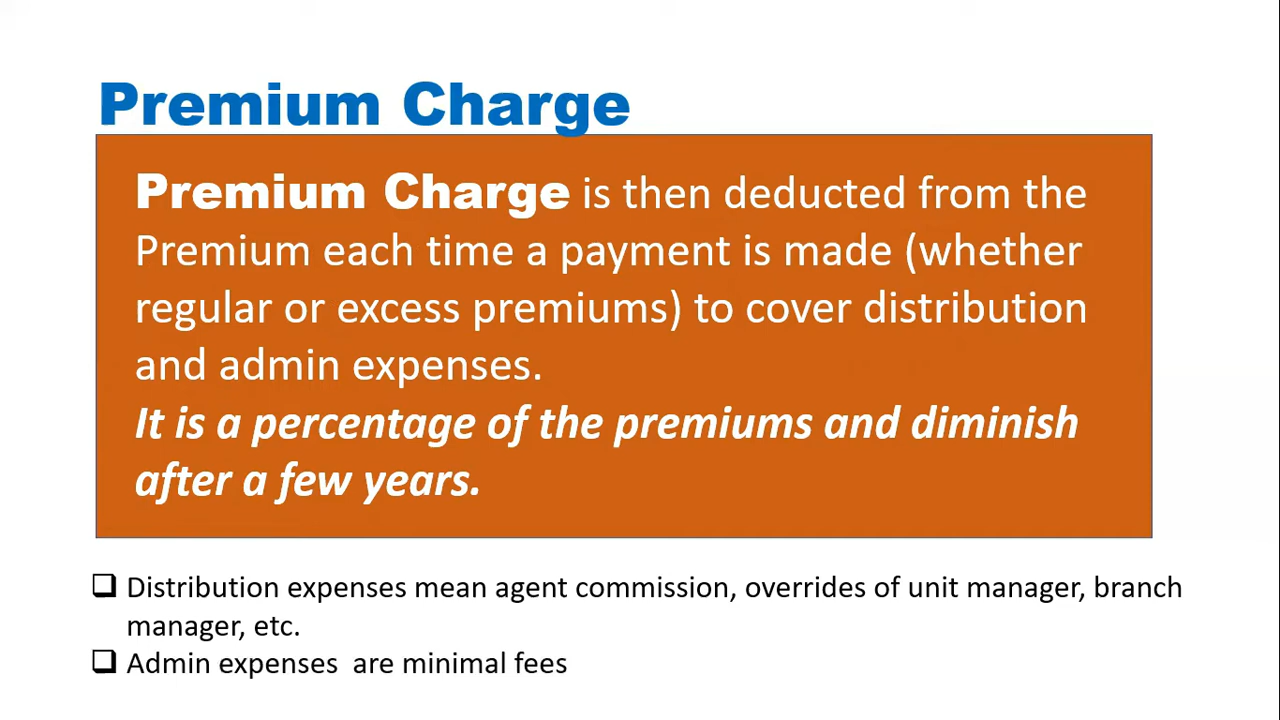 Premium Charge
Premium Charge is then deducted from the
Premium each time a payment is made (whether
regular or excess premiums) to cover distribution
and admin expenses.
It is a percentage of the premiums and diminish
after a few years.
❑ Distribution expenses mean agent commission, overrides of unit manager, branch
manager, etc.
❑ Admin expenses  are minimal fees